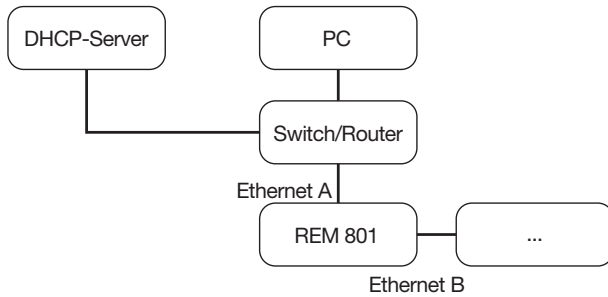 DHCP-Server
PC
Switch/Router
Ethernet A
REM 801
...
Ethernet B